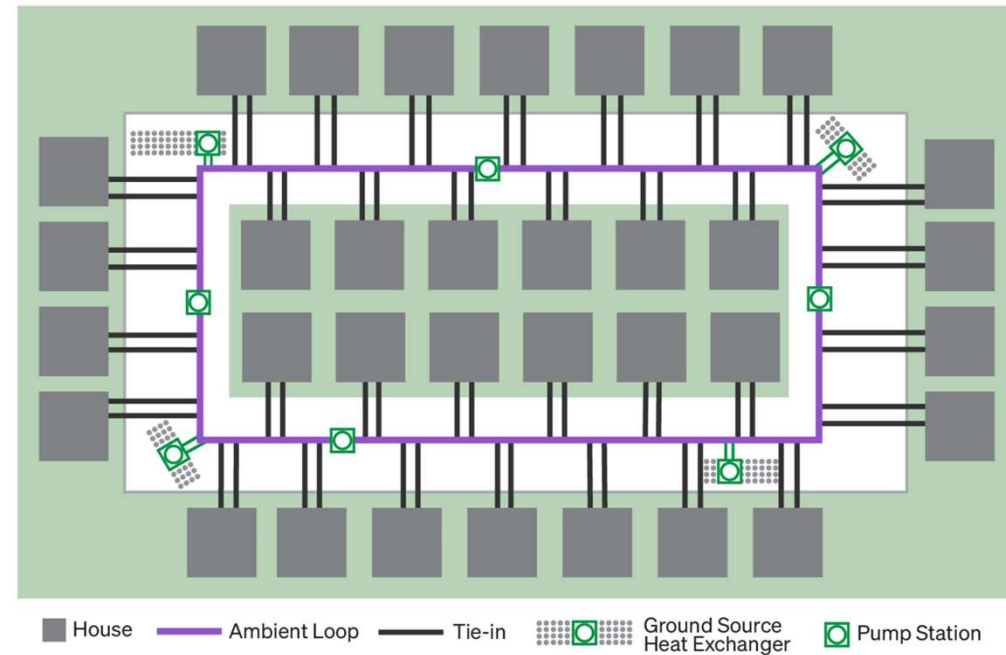 House
Ambient Loop
Tie-in
Ground Source
Heat Exchanger
Pump Station